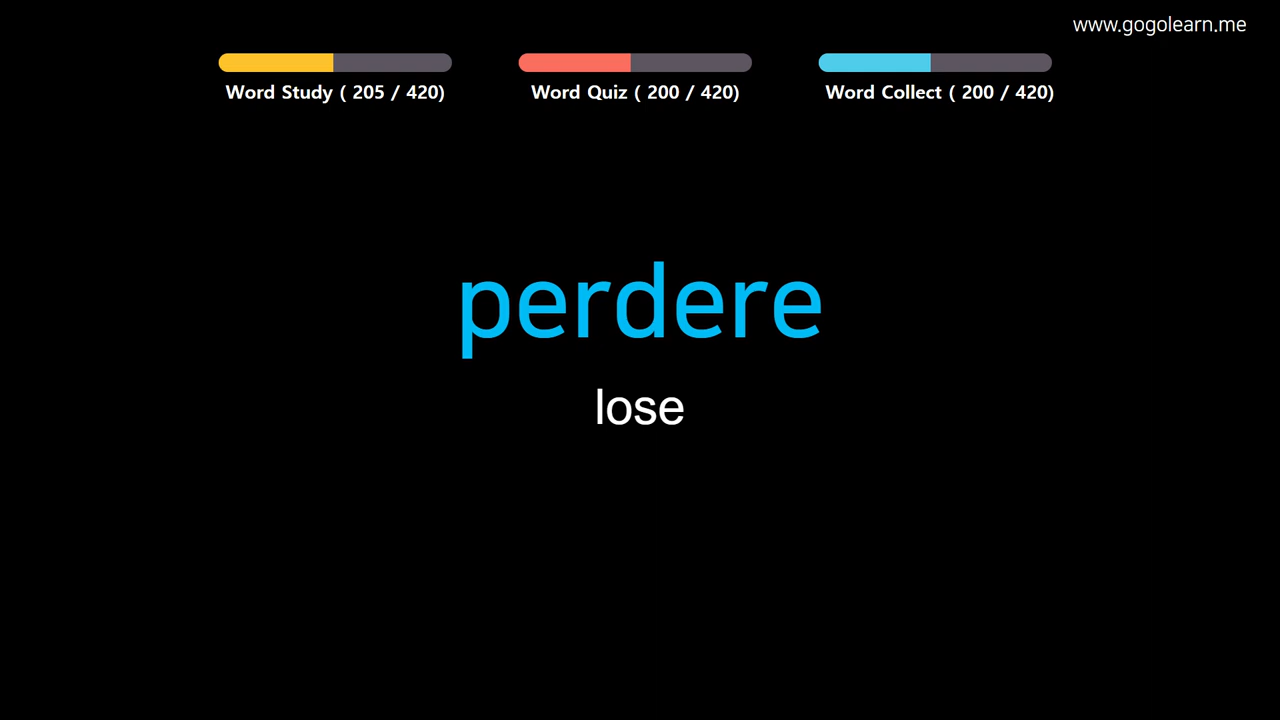 www.gogolearn.me
Word Study ( 205 / 420)
Word Quiz ( 200 / 420)
Word Collect ( 200 / 420)
perdere
lose